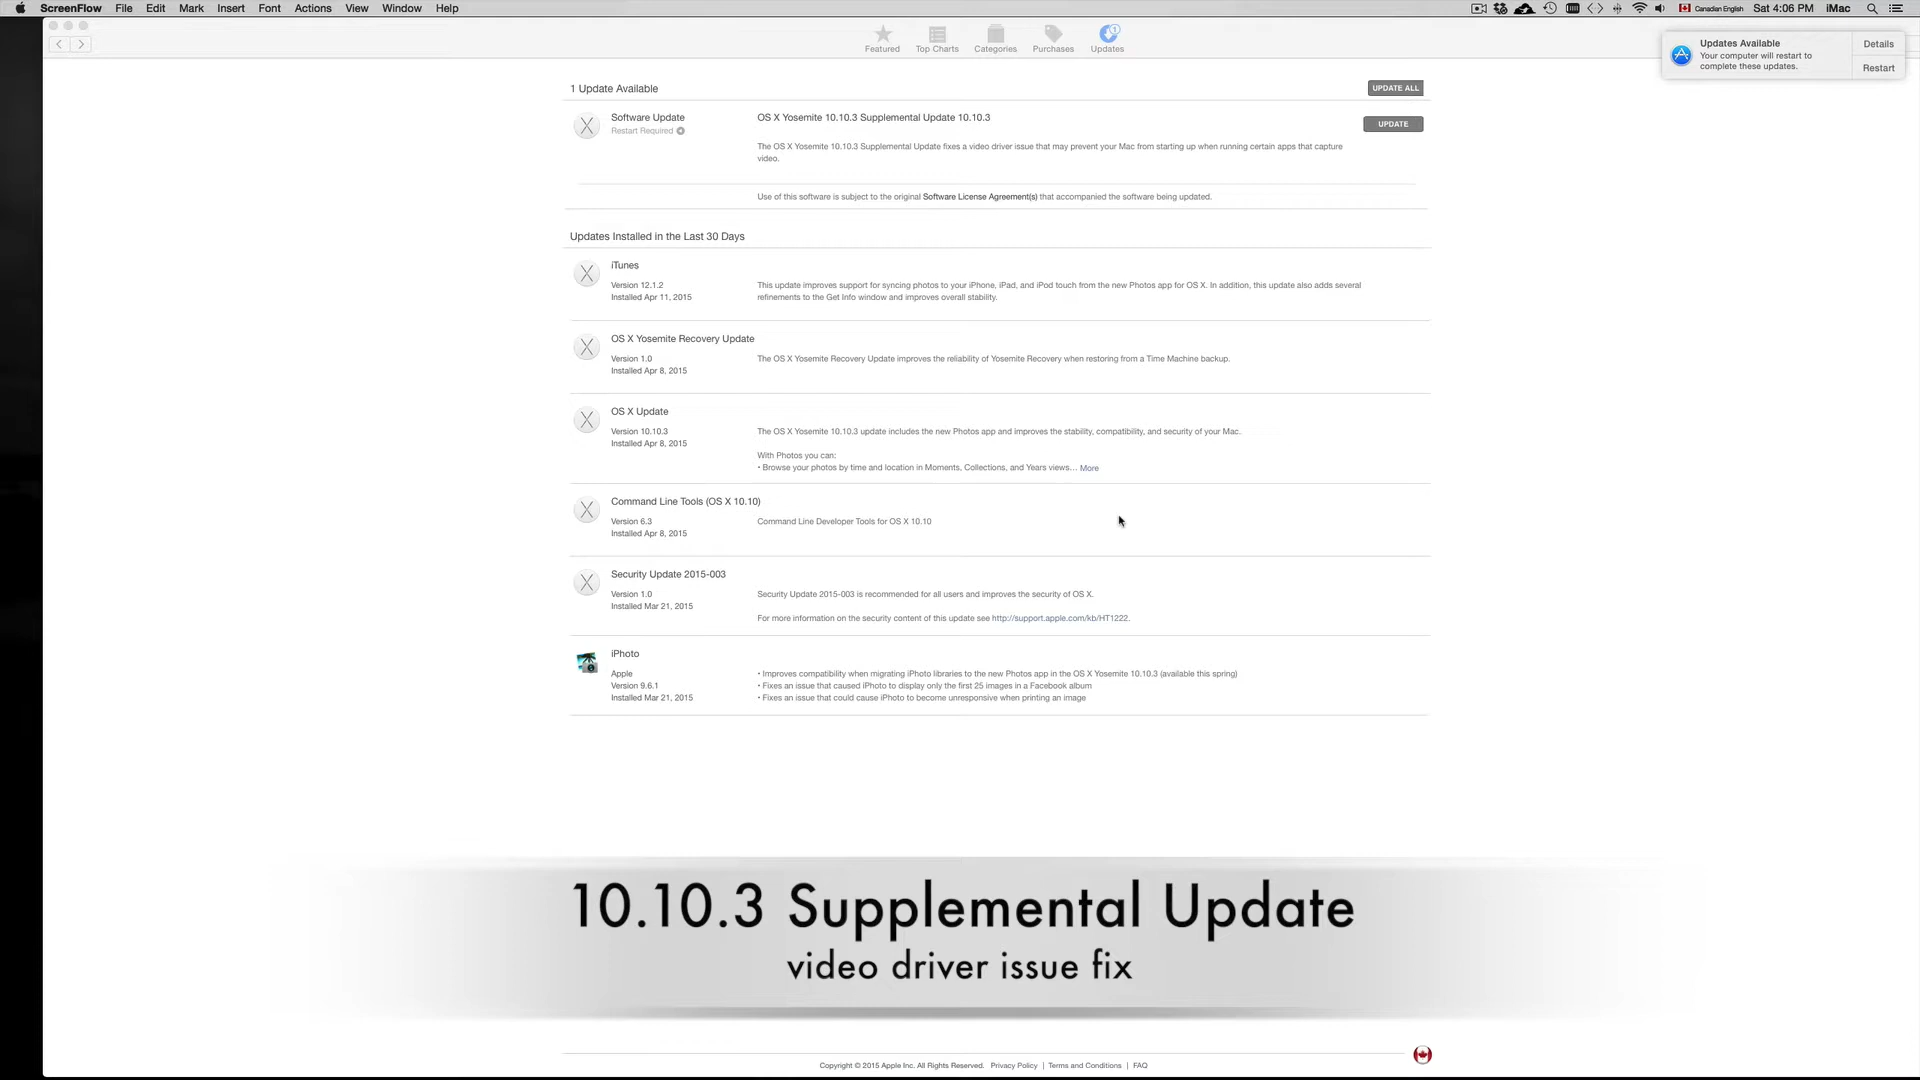 ScreenFlow File Edit Mark Insert Font Actions View Window Help
Canadian English Sat 4:06 PM iMac
Featured Top Charts Categories Purchases Updates
1
Updates Available
Your computer will restart to
complete these updates.
Details
Restart
1 Update Available
UPDATE ALL
Software Update
Restart Required
OS X Yosemite 10.10.3 Supplemental Update 10.10.3
UPDATE
The OS X Yosemite 10.10.3 Supplemental Update fixes a video driver issue that may prevent your Mac from starting up when running certain apps that capture
video.
Use of this software is subject to the original Software License Agreement(s) that accompanied the software being updated.
Updates Installed in the Last 30 Days
iTunes
Version 12.1.2
Installed Apr 11, 2015
This update improves support for syncing photos to your iPhone, iPad, and iPod touch from the new Photos app for OS X. In addition, this update also adds several
refinements to the Get Info window and improves overall stability.
OS X Yosemite Recovery Update
Version 1.0
Installed Apr 8, 2015
The OS X Yosemite Recovery Update improves the reliability of Yosemite Recovery when restoring from a Time Machine backup.
OS X Update
Version 10.10.3
Installed Apr 8, 2015
The OS X Yosemite 10.10.3 update includes the new Photos app and improves the stability, compatibility, and security of your Mac.
With Photos you can:
• Browse your photos by time and location in Moments, Collections, and Years views... More
Command Line Tools (OS X 10.10)
Version 6.3
Installed Apr 8, 2015
Command Line Developer Tools for OS X 10.10
Security Update 2015-003
Version 1.0
Installed Mar 21, 2015
Security Update 2015-003 is recommended for all users and improves the security of OS X.
For more information on the security content of this update see http://support.apple.com/kb/HT1222.
iPhoto
Apple
Version 9.6.1
Installed Mar 21, 2015
• Improves compatibility when migrating iPhoto libraries to the new Photos app in the OS X Yosemite 10.10.3 (available this spring)
• Fixes an issue that caused iPhoto to display only the first 25 images in a Facebook album
• Fixes an issue that could cause iPhoto to become unresponsive when printing an image
10.10.3 Supplemental Update
video driver issue fix
Copyright © 2015 Apple Inc. All Rights Reserved. Privacy Policy | Terms and Conditions | FAQ